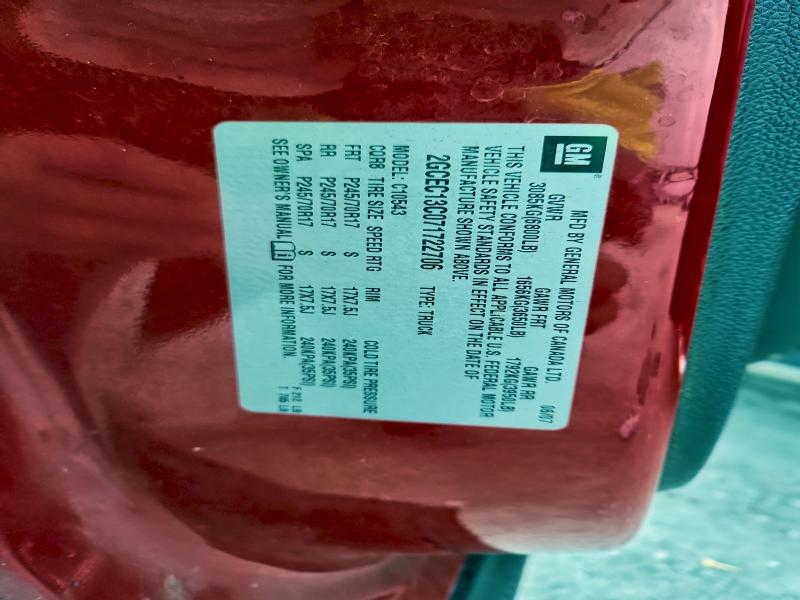 GM®
MFD BY GENERAL MOTORS OF CANADA LTD.
06/07
GVWR GAWR FRT GAWR RR
3085KG(6800LB) 1656KG(3650LB) 1792KG(3950LB)
THIS VEHICLE CONFORMS TO ALL APPLICABLE U.S. FEDERAL MOTOR
VEHICLE SAFETY STANDARDS IN EFFECT ON THE DATE OF
MANUFACTURE SHOWN ABOVE.
2GCEC13C071722706 TYPE: TRUCK
MODEL: C10543
CQRB TIRE SIZE SPEED RTG RIM COLD TIRE PRESSURE
FRT P245/70R17 S 17X7.5J 240KPA(35PSI)
RR P245/70R17 S 17X7.5J 240KPA(35PSI)
SPA P245/70R17 S 17X7.5J 240KPA(35PSI)
SEE OWNER'S MANUAL FOR MORE INFORMATION.